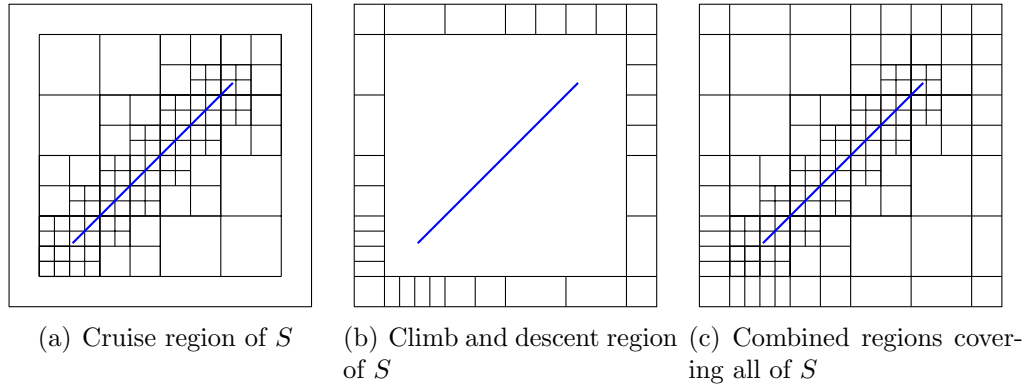 (a) Cruise region of S
(b) Climb and descent region
of S
(c) Combined regions cover-
ing all of S